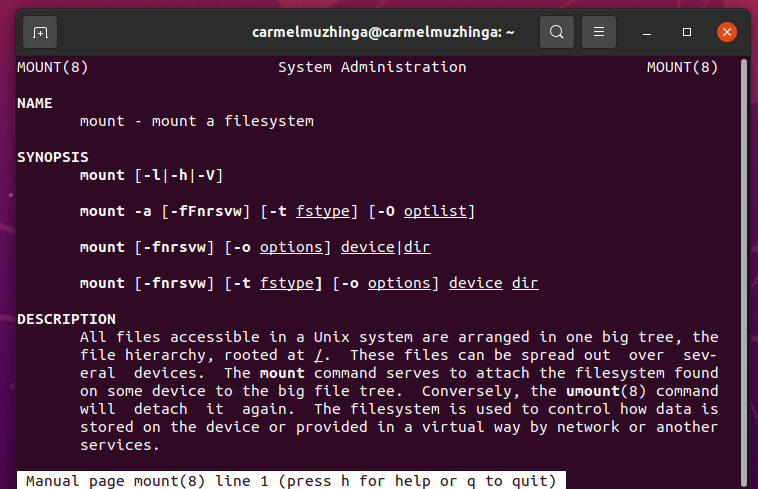 carmelmuzhinga@carmelmuzhinga: ~
MOUNT(8) System Administration MOUNT(8)
NAME
mount - mount a filesystem
SYNOPSIS
mount [-l|-h|-V]
mount -a [-fFnrsvw] [-t fstype] [-O optlist]
mount [-fnrsvw] [-o options] device|dir
mount [-fnrsvw] [-t fstype] [-o options] device dir
DESCRIPTION
All files accessible in a Unix system are arranged in one big tree, the
file hierarchy, rooted at /. These files can be spread out over sev-
eral devices. The mount command serves to attach the filesystem found
on some device to the big file tree. Conversely, the umount(8) command
will detach it again. The filesystem is used to control how data is
stored on the device or provided in a virtual way by network or another
services.
Manual page mount(8) line 1 (press h for help or q to quit)